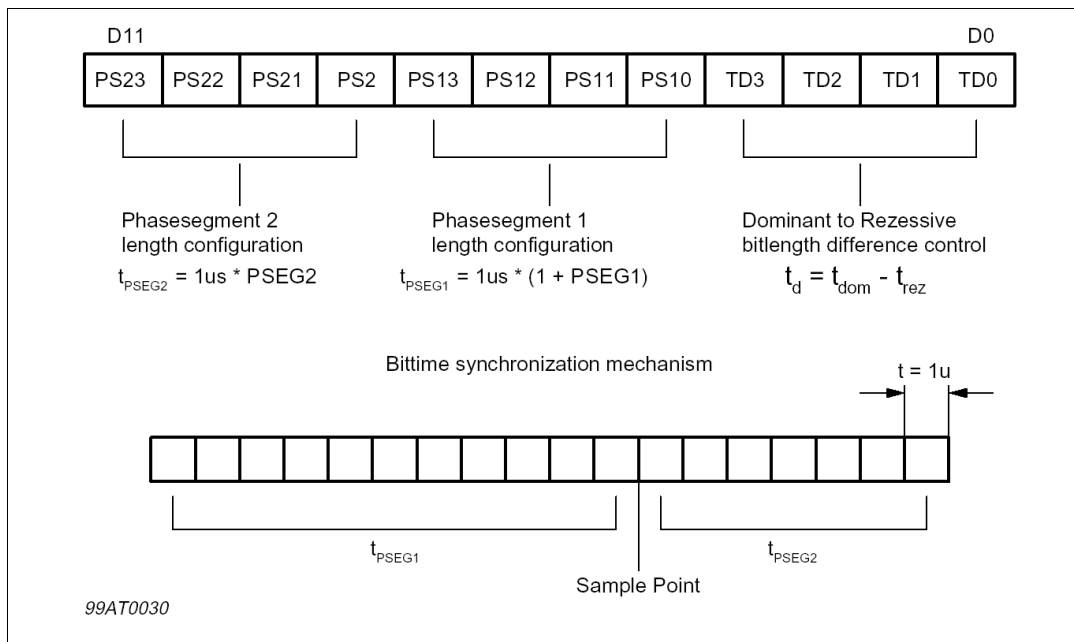 D11 D0
PS23 PS22 PS21 PS2 PS13 PS12 PS11 PS10 TD3 TD2 TD1 TD0
Phasesegment 2
length configuration
tPSEG2 = 1us * PSEG2
Phasesegment 1
length configuration
tPSEG1 = 1us * (1 + PSEG1)
Dominant to Rezessive
bitlength difference control
td = tdom - trez
Bittime synchronization mechanism
t = 1u
tPSEG1
tPSEG2
Sample Point
99AT0030